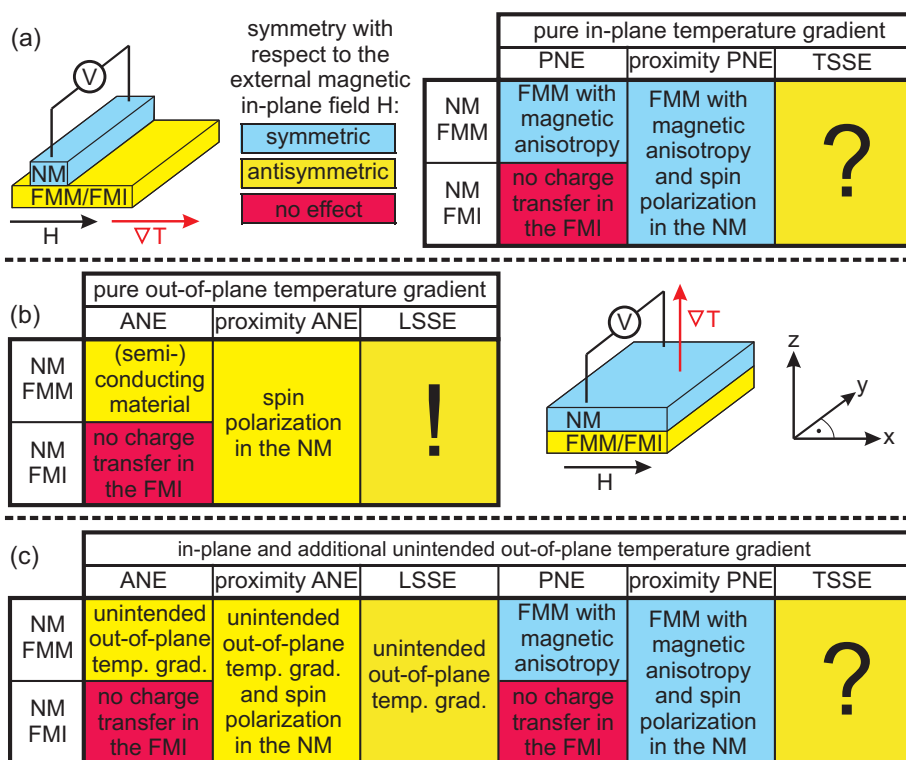 (a)
V
NM
FMM/FMI
H
∇T
symmetry with
respect to the
external magnetic
in-plane field H:
symmetric
antisymmetric
no effect
pure in-plane temperature gradient
PNE
proximity PNE
TSSE
NM
FMM
FMM with
magnetic
anisotropy
FMM with
magnetic
anisotropy
and spin
polarization
in the NM
?
NM
FMI
no charge
transfer in
the FMI
(b)
pure out-of-plane temperature gradient
ANE
proximity ANE
LSSE
NM
FMM
(semi-)
conducting
material
spin
polarization
in the NM
!
NM
FMI
no charge
transfer in
the FMI
V
∇T
NM
FMM/FMI
H
z
y
x
(c)
in-plane and additional unintended out-of-plane temperature gradient
ANE
proximity ANE
LSSE
PNE
proximity PNE
TSSE
NM
FMM
unintended
out-of-plane
temp. grad.
unintended
out-of-plane
temp. grad.
and spin
polarization
in the NM
unintended
out-of-plane
temp. grad.
FMM with
magnetic
anisotropy
FMM with
magnetic
anisotropy
and spin
polarization
in the NM
?
NM
FMI
no charge
transfer in
the FMI
no charge
transfer in
the FMI